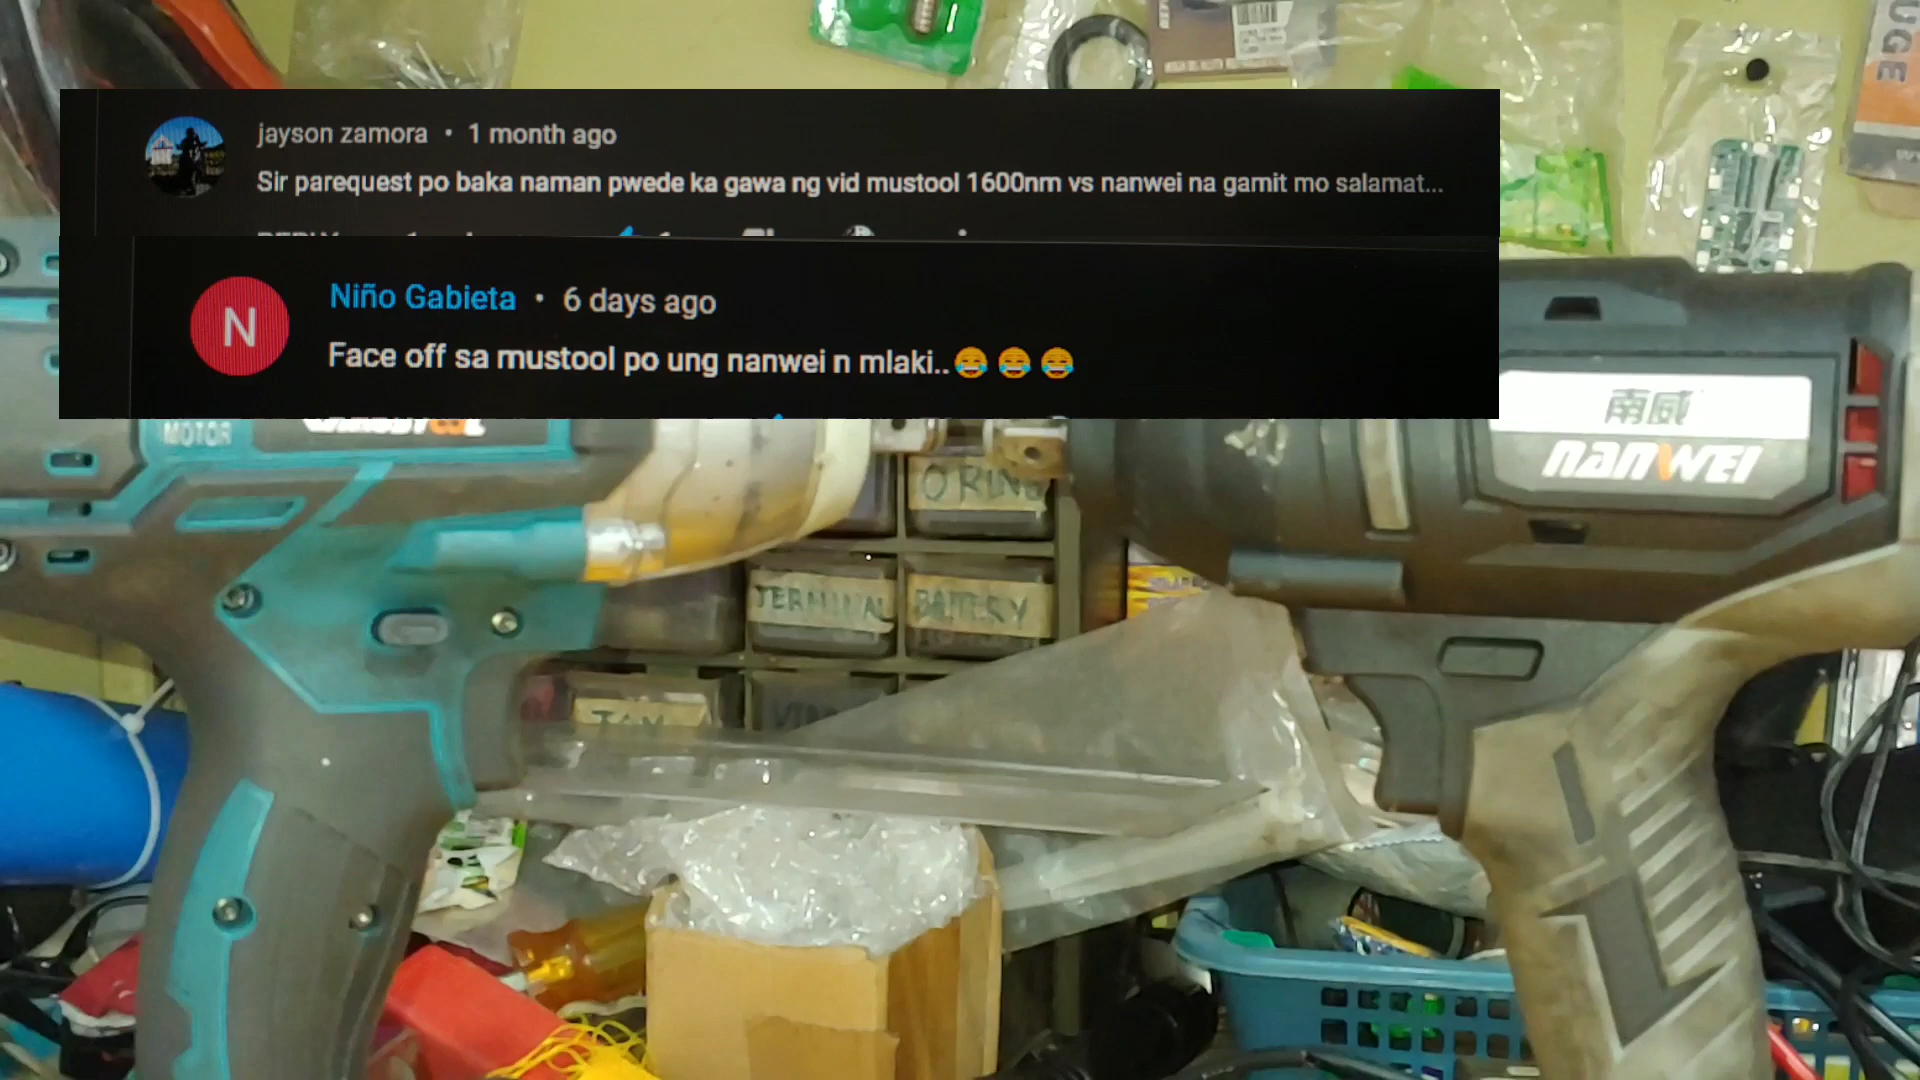 jayson zamora • 1 month ago
Sir parequest po baka naman pwede ka gawa ng vid mustool 1600nm vs nanwei na gamit mo salamat...
Niño Gabieta • 6 days ago
Face off sa mustool po ung nanwei n mlaki..😂😂😂
MOTOR
南威
NANWEI
O RING
TERMINAL
BATTERY